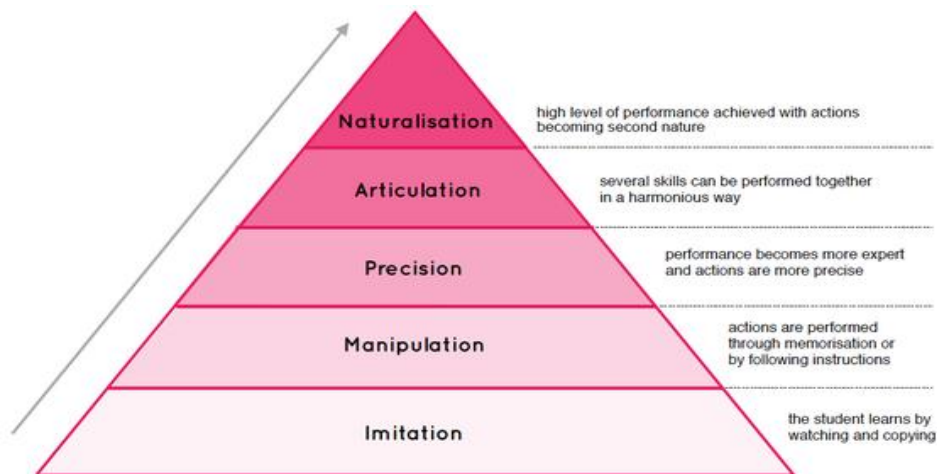 Naturalisation
high level of performance achieved with actions
becoming second nature
Articulation
several skills can be performed together
in a harmonious way
Precision
performance becomes more expert
and actions are more precise
Manipulation
actions are performed
through memorisation or
by following instructions
Imitation
the student learns by
watching and copying